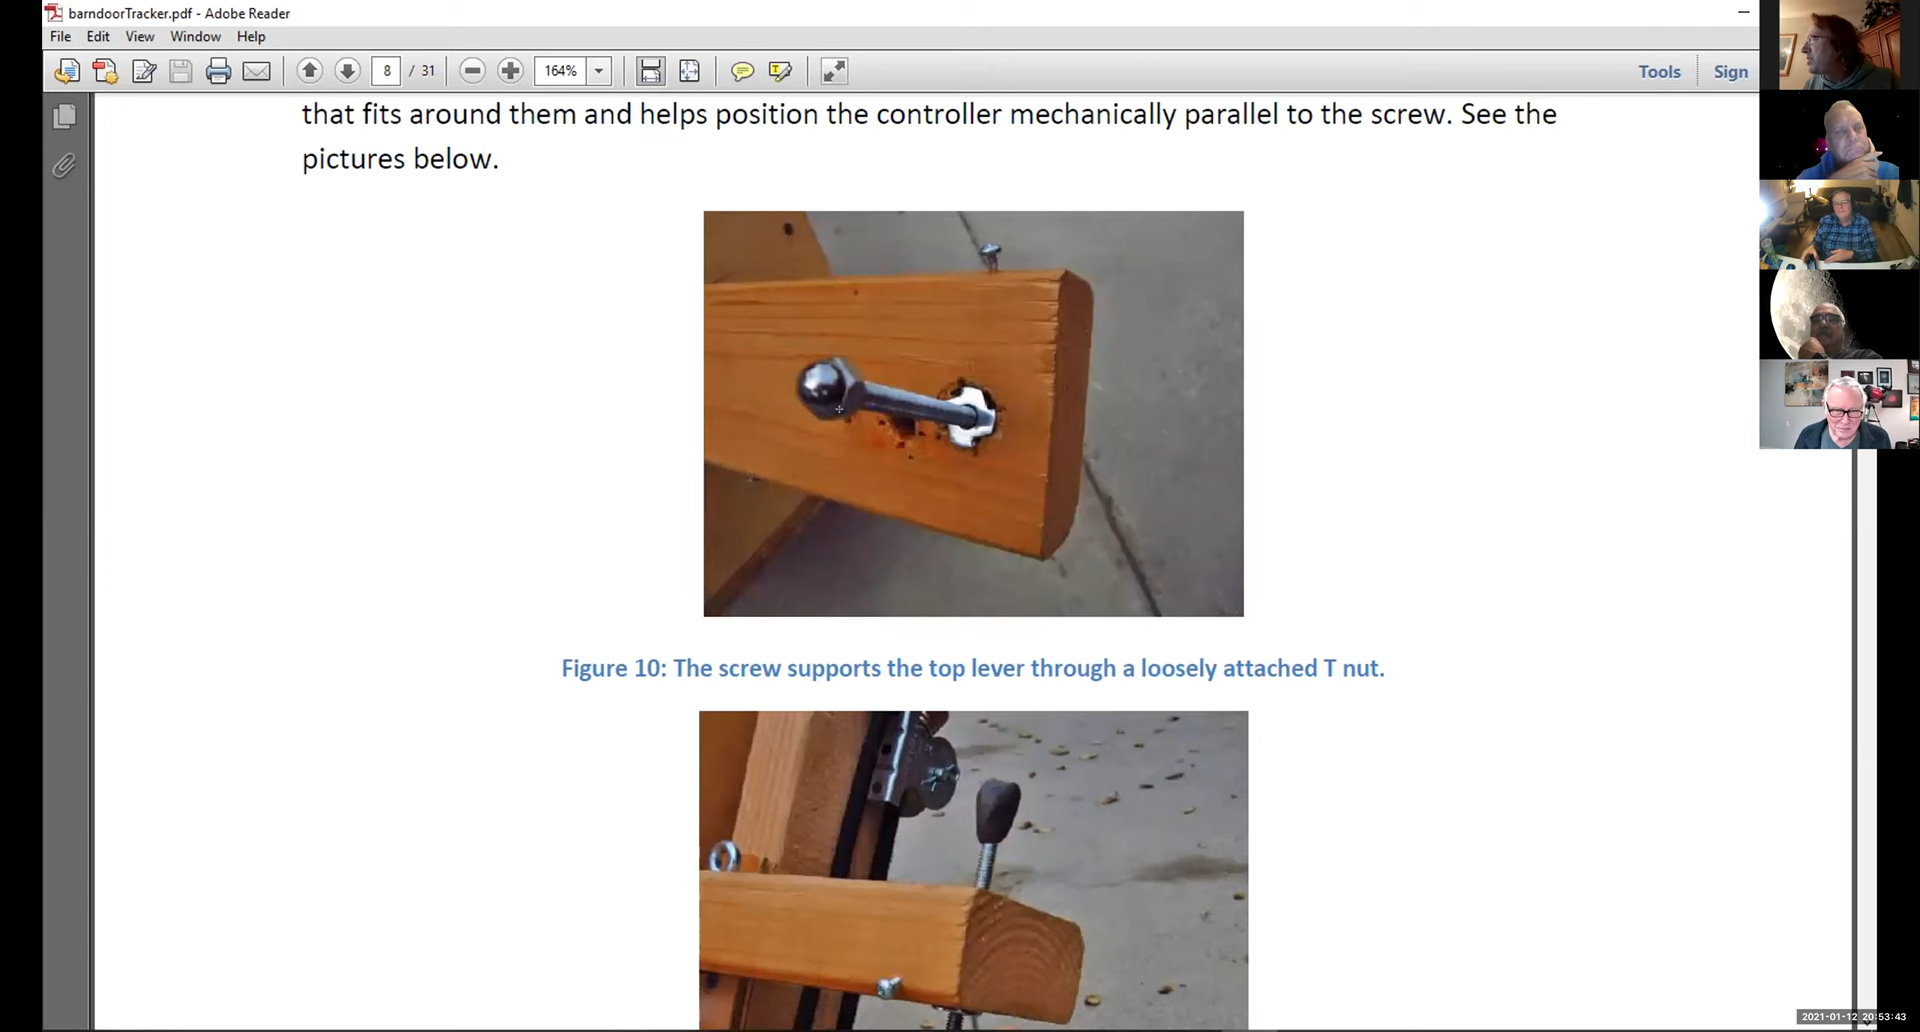 barndoorTracker.pdf - Adobe Reader
File Edit View Window Help
8 / 31 164% Tools Sign
that fits around them and helps position the controller mechanically parallel to the screw. See the
pictures below.
Figure 10: The screw supports the top lever through a loosely attached T nut.
2021-01-12 20:53:43